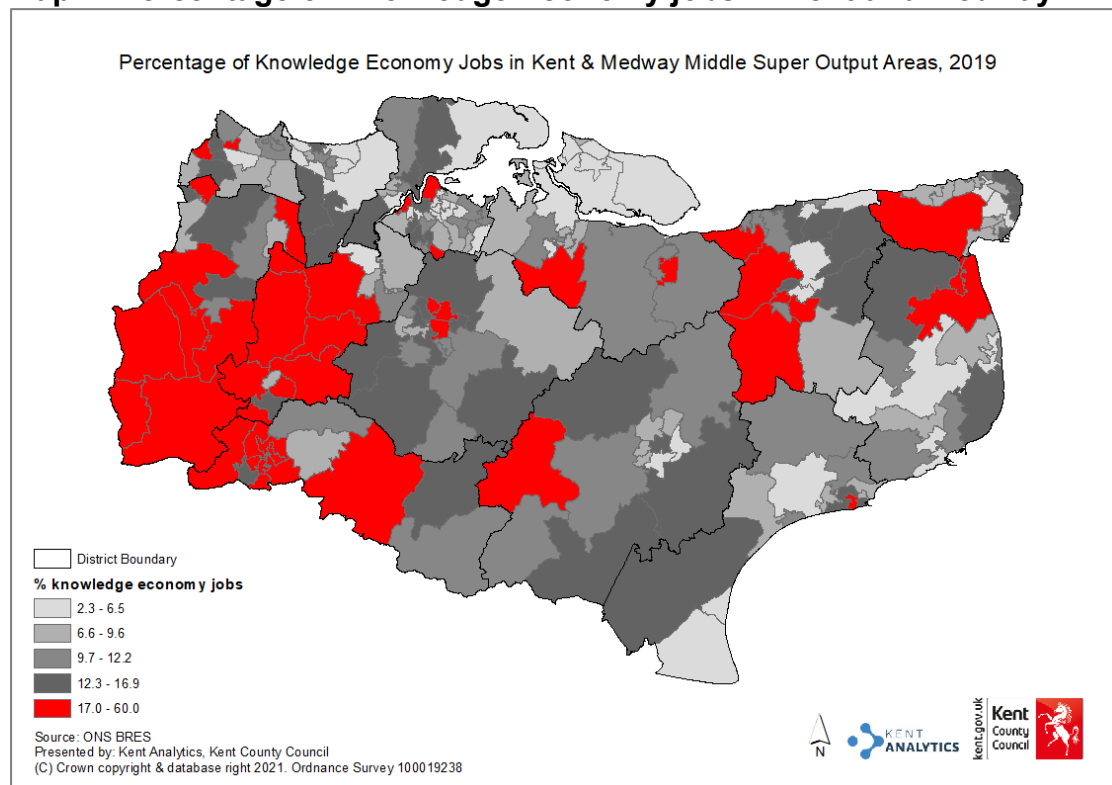 Percentage of Knowledge Economy Jobs in Kent & Medway Middle Super Output Areas, 2019
District Boundary
% knowledge economy jobs
2.3 - 6.5
6.6 - 9.6
9.7 - 12.2
12.3 - 16.9
17.0 - 60.0
Source: ONS BRES
Presented by: Kent Analytics, Kent County Council
(C) Crown copyright & database right 2021. Ordnance Survey 100019238
N
KENT
ANALYTICS
kent.gov.uk
Kent
County
Council